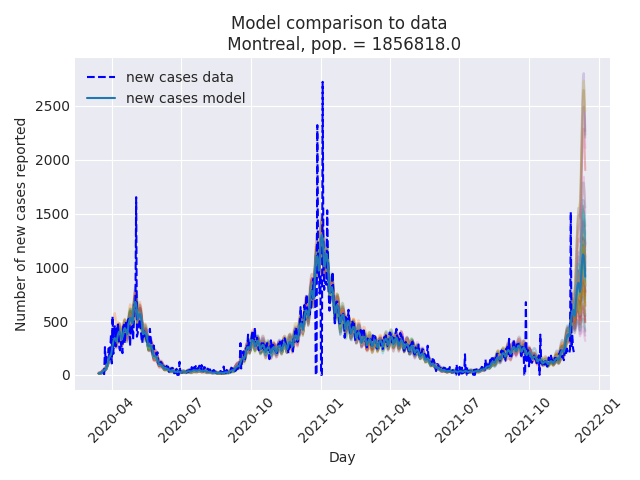 Model comparison to data
Montreal, pop. = 1856818.0
new cases data
new cases model
Number of new cases reported
2500
2000
1500
1000
500
0
2020-04
2020-07
2020-10
2021-01
2021-04
2021-07
2021-10
2022-01
Day